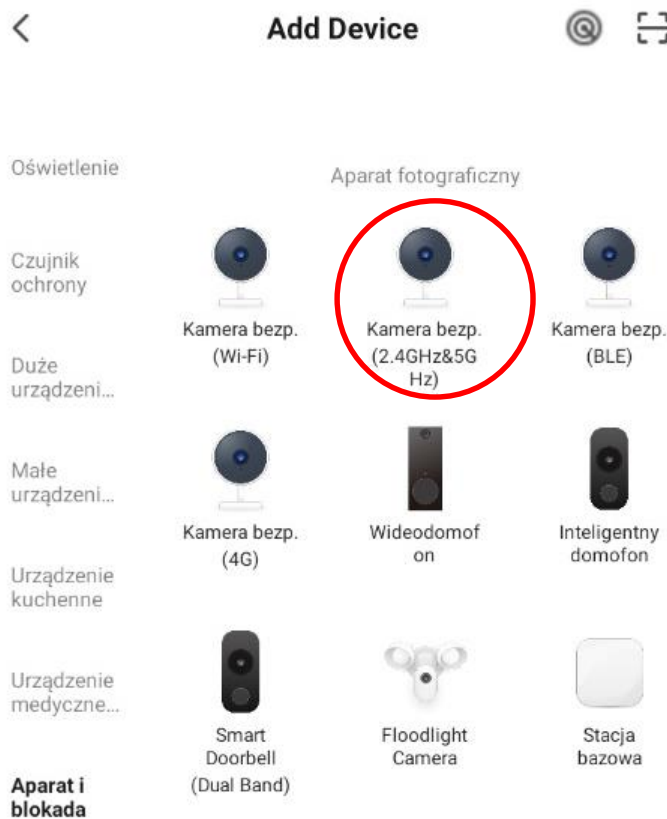 Add Device
Oświetlenie
Czujnik
ochrony
Duże
urządzeni...
Małe
urządzeni...
Urządzenie
kuchenne
Urządzenie
medyczne...
Aparat i
blokada
Aparat fotograficzny
Kamera bezp.
(Wi-Fi)
Kamera bezp.
(2.4GHz&5G
Hz)
Kamera bezp.
(BLE)
Kamera bezp.
(4G)
Wideodomof
on
Inteligentny
domofon
Smart
Doorbell
(Dual Band)
Floodlight
Camera
Stacja
bazowa